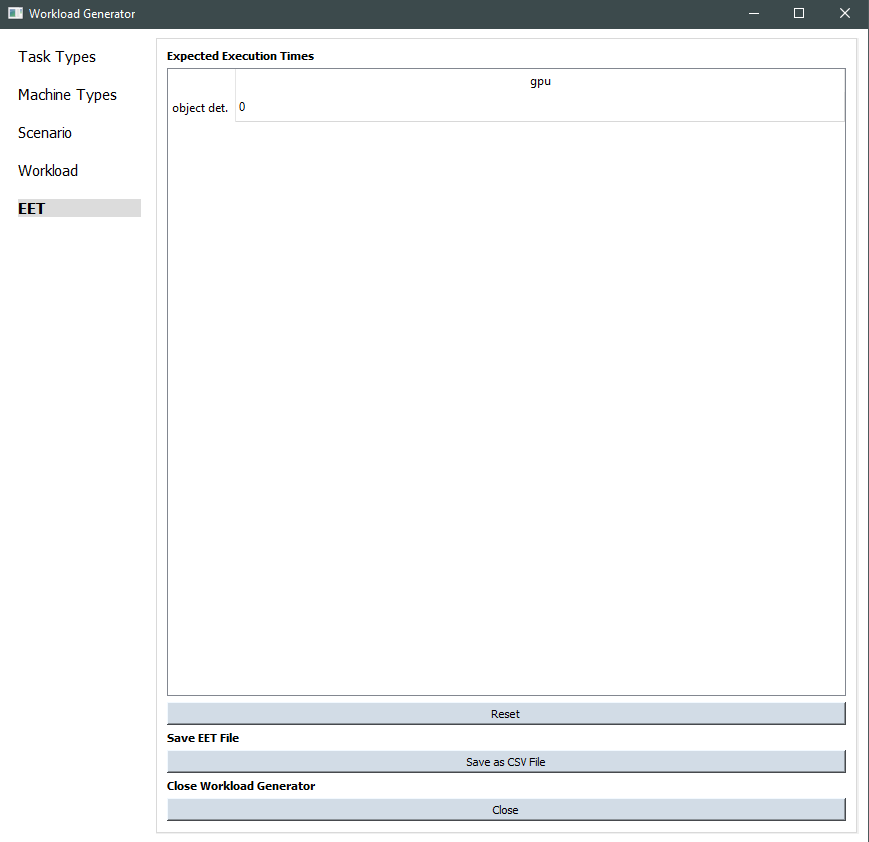 Workload Generator
Task Types
Machine Types
Scenario
Workload
EET
Expected Execution Times
gpu
object det. 0
Reset
Save EET File
Save as CSV File
Close Workload Generator
Close